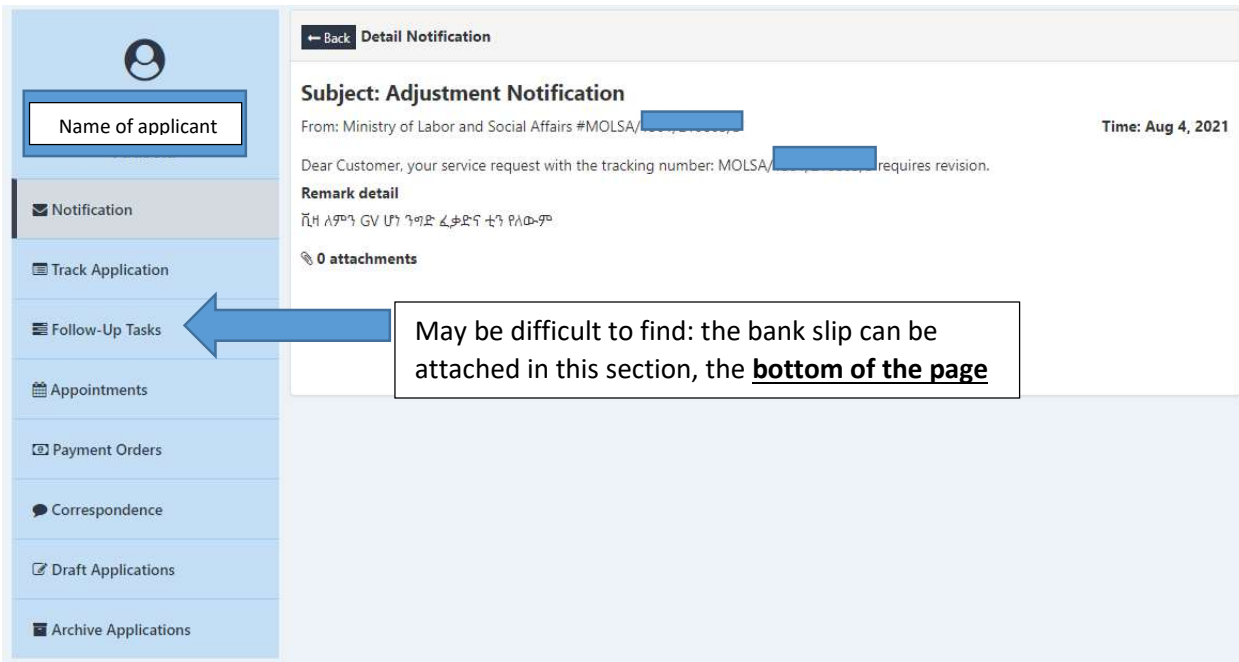 Name of applicant
Notification
Track Application
Follow-Up Tasks
Appointments
Payment Orders
Correspondence
Draft Applications
Archive Applications
Back Detail Notification
Subject: Adjustment Notification
From: Ministry of Labor and Social Affairs #MOLSA/
Time: Aug 4, 2021
Dear Customer, your service request with the tracking number: MOLSA/ requires revision.
Remark detail
ቪዛ ለምን GV ሆነ ንግድ ፈቃድና ቲን የለውም
0 attachments
May be difficult to find: the bank slip can be
attached in this section, the bottom of the page